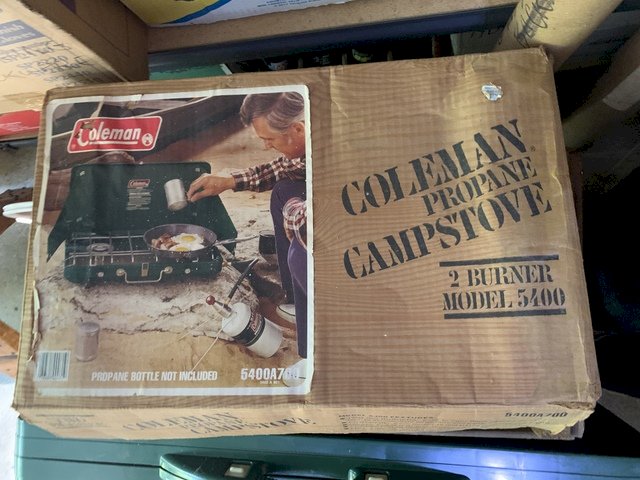 Coleman
COLEMAN®
PROPANE
CAMPSTOVE
2 BURNER
MODEL 5400
PROPANE BOTTLE NOT INCLUDED
5400A700
COLEMAN
CAMPSTOVE
5400A700